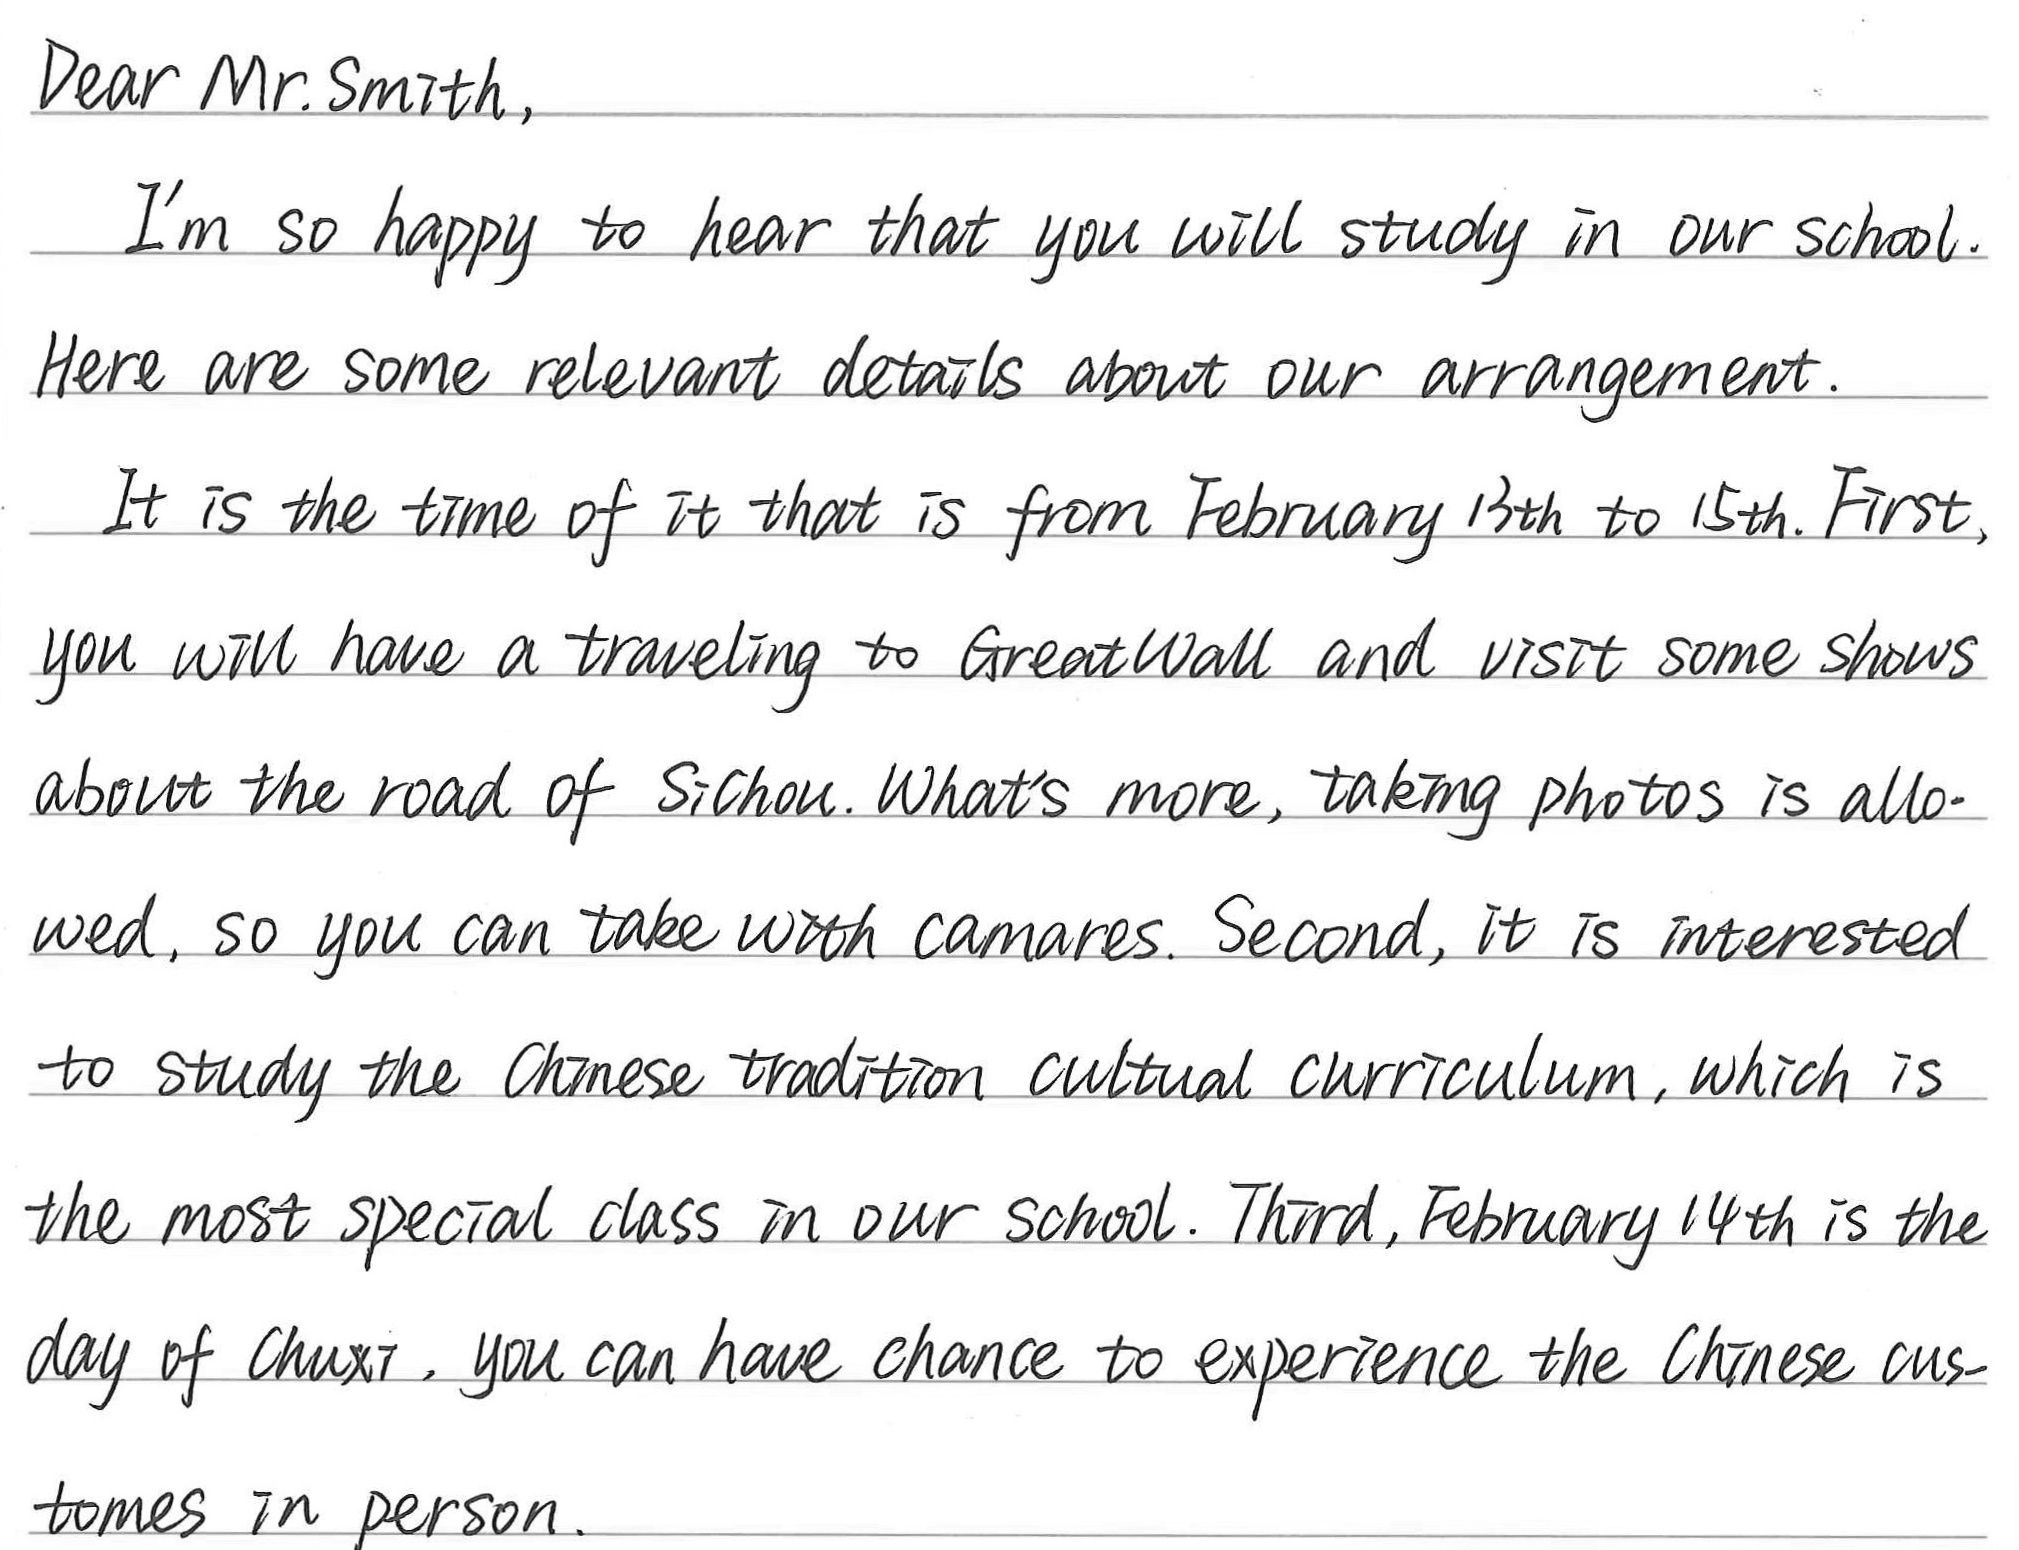 Dear Mr. Smith,
I'm so happy to hear that you will study in our school.
Here are some relevant details about our arrangement.
It is the time of it that is from February 13th to 15th. First,
you will have a traveling to GreatWall and visit some shows
about the road of SiChou. What's more, taking photos is allo-
wed, so you can take with camares. Second, it is interested
to study the Chinese tradition cultual curriculum, which is
the most special class in our school. Third, February 14th is the
day of Chuxi, you can have chance to experience the Chinese cus-
tomes in person.